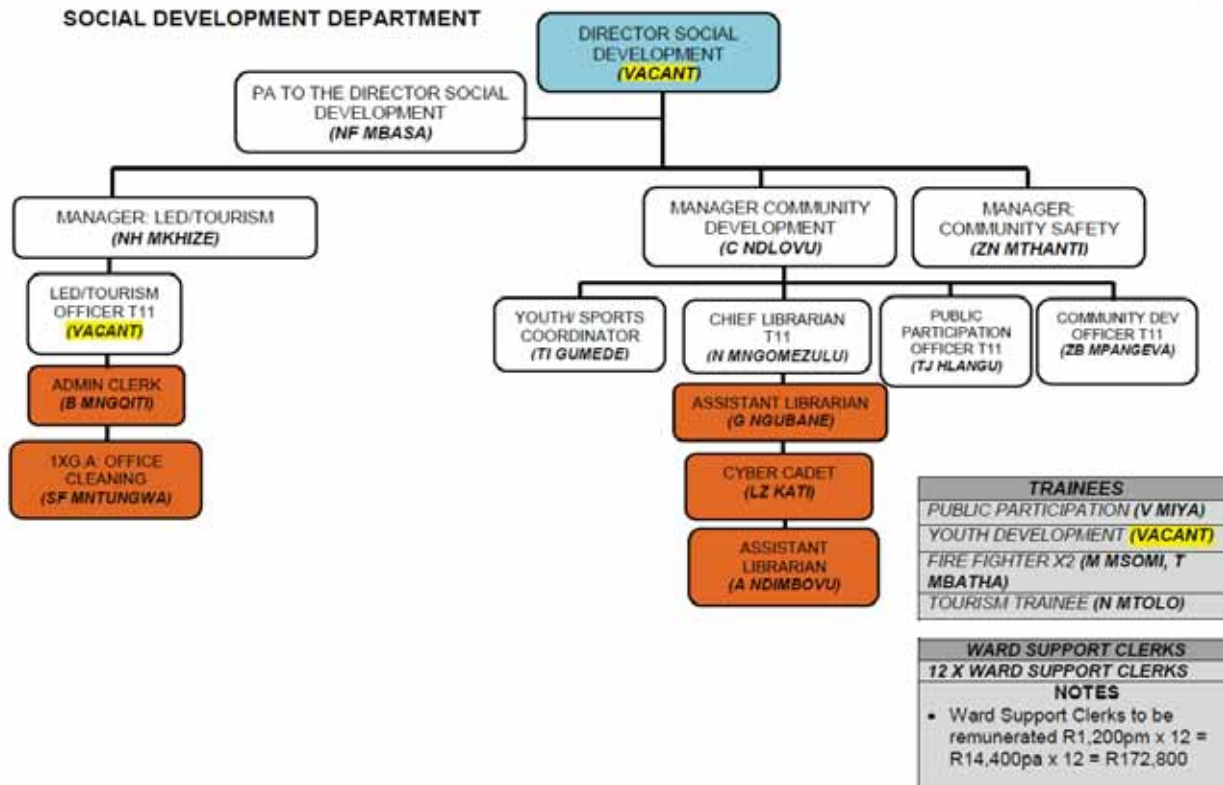 SOCIAL DEVELOPMENT DEPARTMENT
DIRECTOR SOCIAL
DEVELOPMENT
(VACANT)
PA TO THE DIRECTOR SOCIAL
DEVELOPMENT
(NF MBASA)
MANAGER: LED/TOURISM
(NH MKHIZE)
MANAGER COMMUNITY
DEVELOPMENT
(C NDLOVU)
MANAGER:
COMMUNITY SAFETY
(ZN MTHANTI)
LED/TOURISM
OFFICER T11
(VACANT)
YOUTH/ SPORTS
COORDINATOR
(TI GUMEDE)
CHIEF LIBRARIAN
T11
(N MNGOMEZULU)
PUBLIC
PARTICIPATION
OFFICER T11
(TJ HLANGU)
COMMUNITY DEV
OFFICER T11
(ZB MPANGEVA)
ADMIN CLERK
(B MNGQITI)
ASSISTANT LIBRARIAN
(G NGUBANE)
1XG.A: OFFICE
CLEANING
(SF MNTUNGWA)
CYBER CADET
(LZ KATI)
ASSISTANT
LIBRARIAN
(A NDIMBOVU)
TRAINEES
PUBLIC PARTICIPATION (V MIYA)
YOUTH DEVELOPMENT (VACANT)
FIRE FIGHTER X2 (M MSOMI, T
MBATHA)
TOURISM TRAINEE (N MTOLO)
WARD SUPPORT CLERKS
12 X WARD SUPPORT CLERKS
NOTES
• Ward Support Clerks to be
remunerated R1,200pm x 12 =
R14,400pa x 12 = R172,800